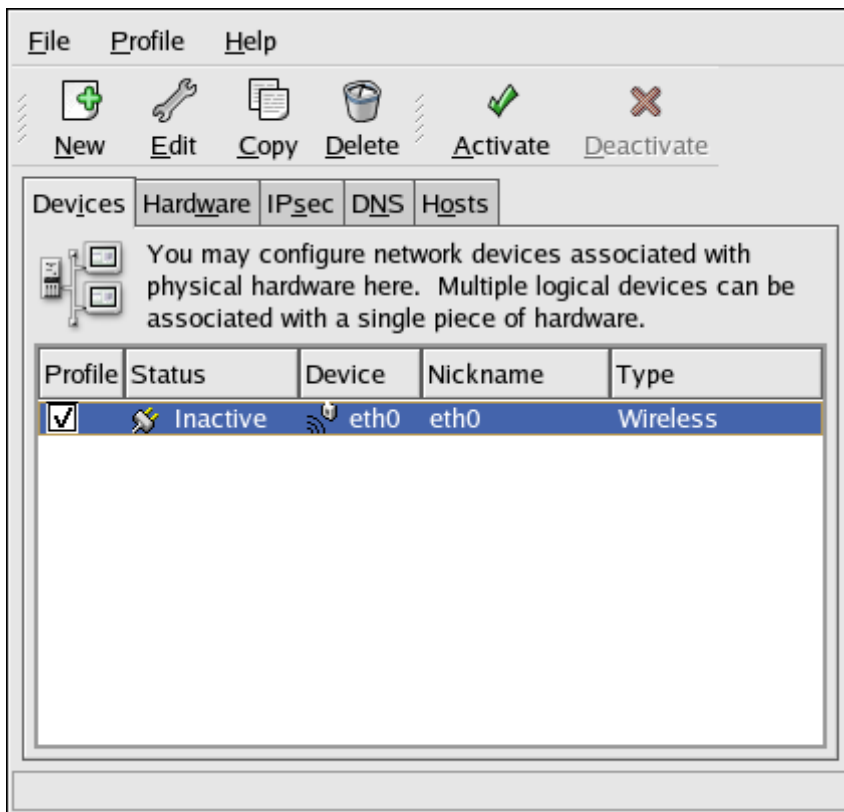 File Profile Help
New Edit Copy Delete Activate Deactivate
Devices Hardware IPsec DNS Hosts
You may configure network devices associated with
physical hardware here. Multiple logical devices can be
associated with a single piece of hardware.
Profile Status Device Nickname Type
Inactive eth0 eth0 Wireless